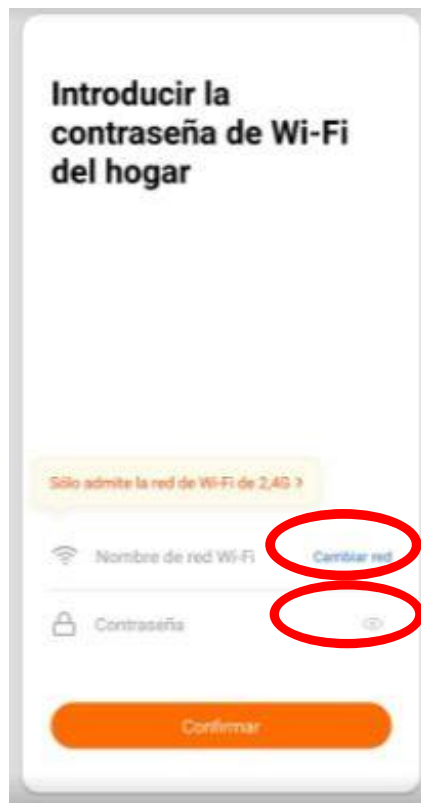 Introducir la
contraseña de Wi-Fi
del hogar
Sólo admite la red de Wi-Fi de 2,4G >
Nombre de red Wi-Fi Cambiar red
Contraseña
Confirmar